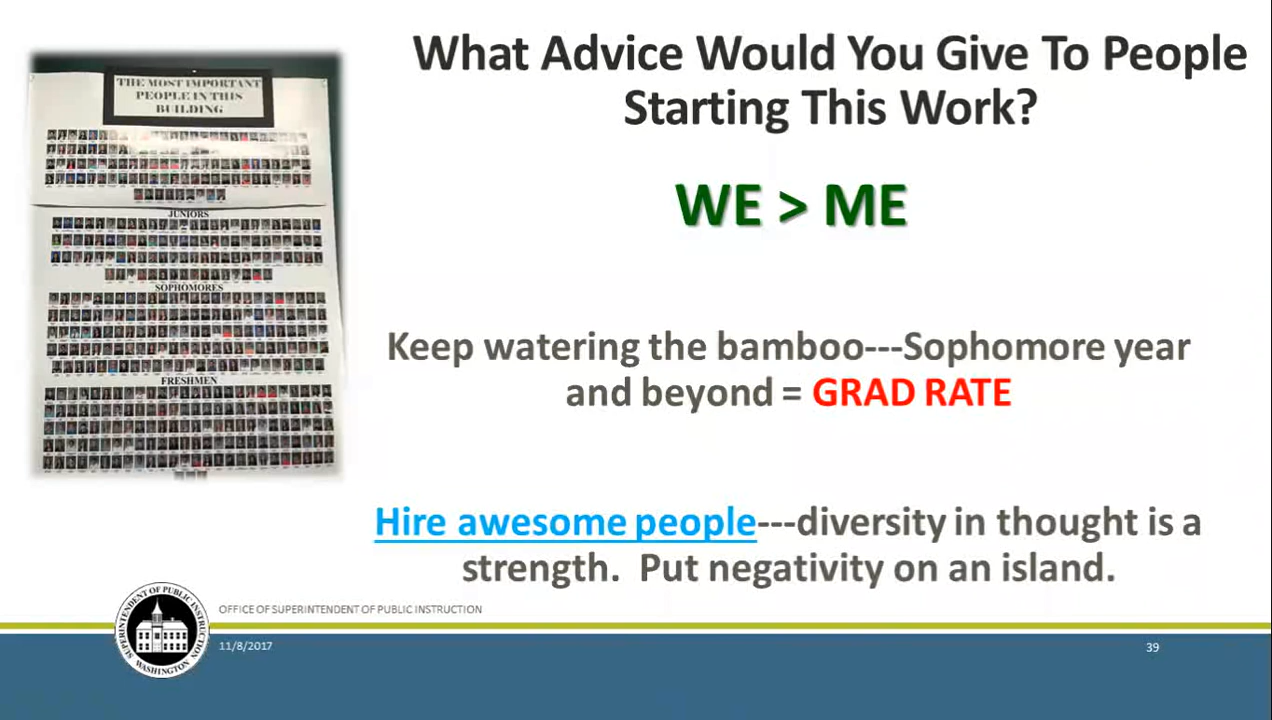 What Advice Would You Give To People
Starting This Work?
WE > ME
Keep watering the bamboo---Sophomore year
and beyond = GRAD RATE
Hire awesome people---diversity in thought is a
strength.  Put negativity on an island.
THE MOST IMPORTANT
PEOPLE IN THIS
BUILDING
JUNIORS
SOPHOMORES
FRESHMEN
OFFICE OF SUPERINTENDENT OF PUBLIC INSTRUCTION
SUPERINTENDENT OF PUBLIC INSTRUCTION
WASHINGTON
11/8/2017
39